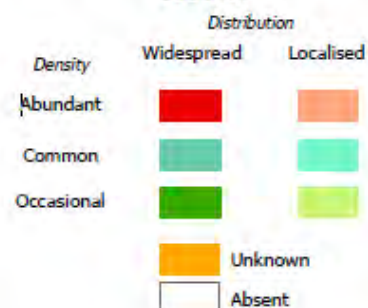 Distribution
Density Widespread Localised
Abundant
Common
Occasional
Unknown
Absent